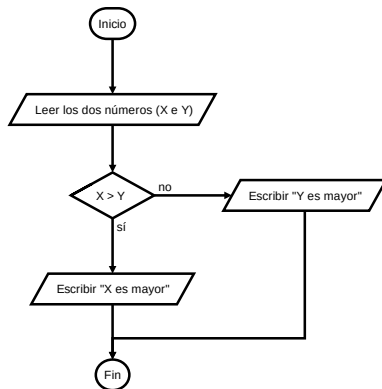 Inicio
Leer los dos números (X e Y)
X > Y
no
Escribir "Y es mayor"
sí
Escribir "X es mayor"
Fin